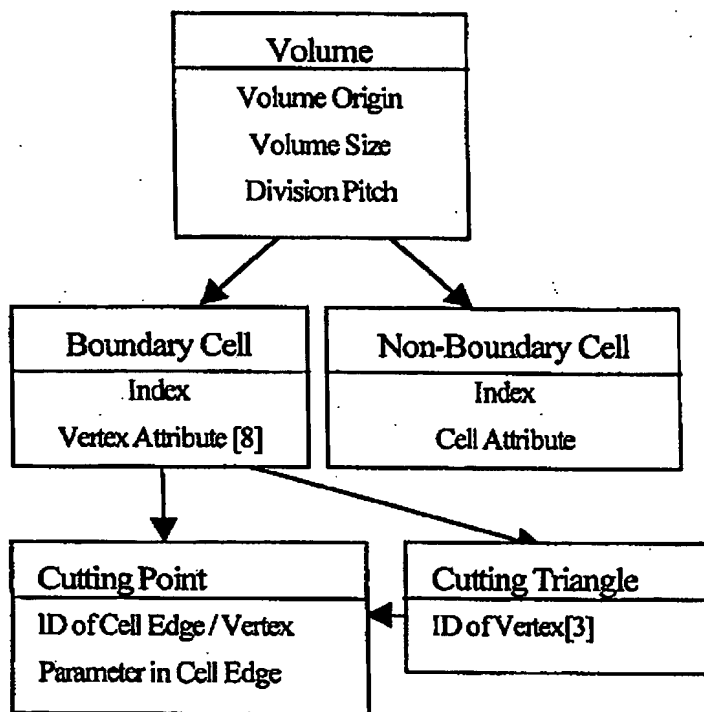 Volume
Volume Origin
Volume Size
Division Pitch
Boundary Cell
Index
Vertex Attribute [8]
Non-Boundary Cell
Index
Cell Attribute
Cutting Point
ID of Cell Edge / Vertex
Parameter in Cell Edge
Cutting Triangle
ID of Vertex[3]